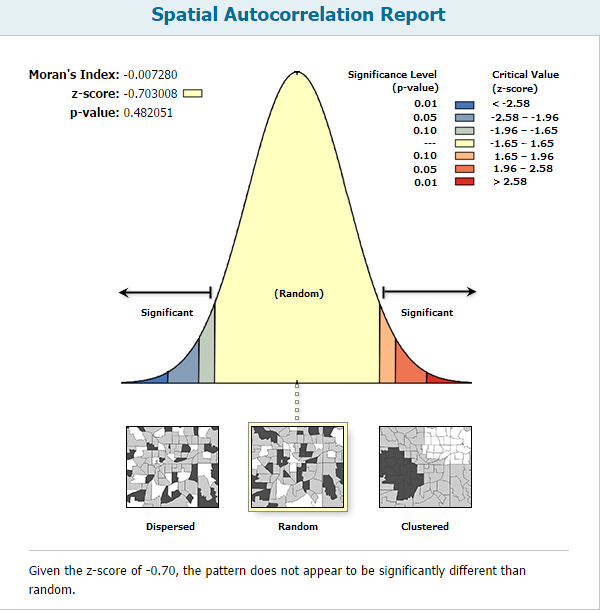 Spatial Autocorrelation Report
Moran's Index: -0.007280
z-score: -0.703008
p-value: 0.482051
Significance Level
(p-value)
Critical Value
(z-score)
0.01 < -2.58
0.05 -2.58 – -1.96
0.10 -1.96 – -1.65
--- -1.65 – 1.65
0.10 1.65 – 1.96
0.05 1.96 – 2.58
0.01 > 2.58
Significant
(Random)
Significant
Dispersed
Random
Clustered
Given the z-score of -0.70, the pattern does not appear to be significantly different than
random.